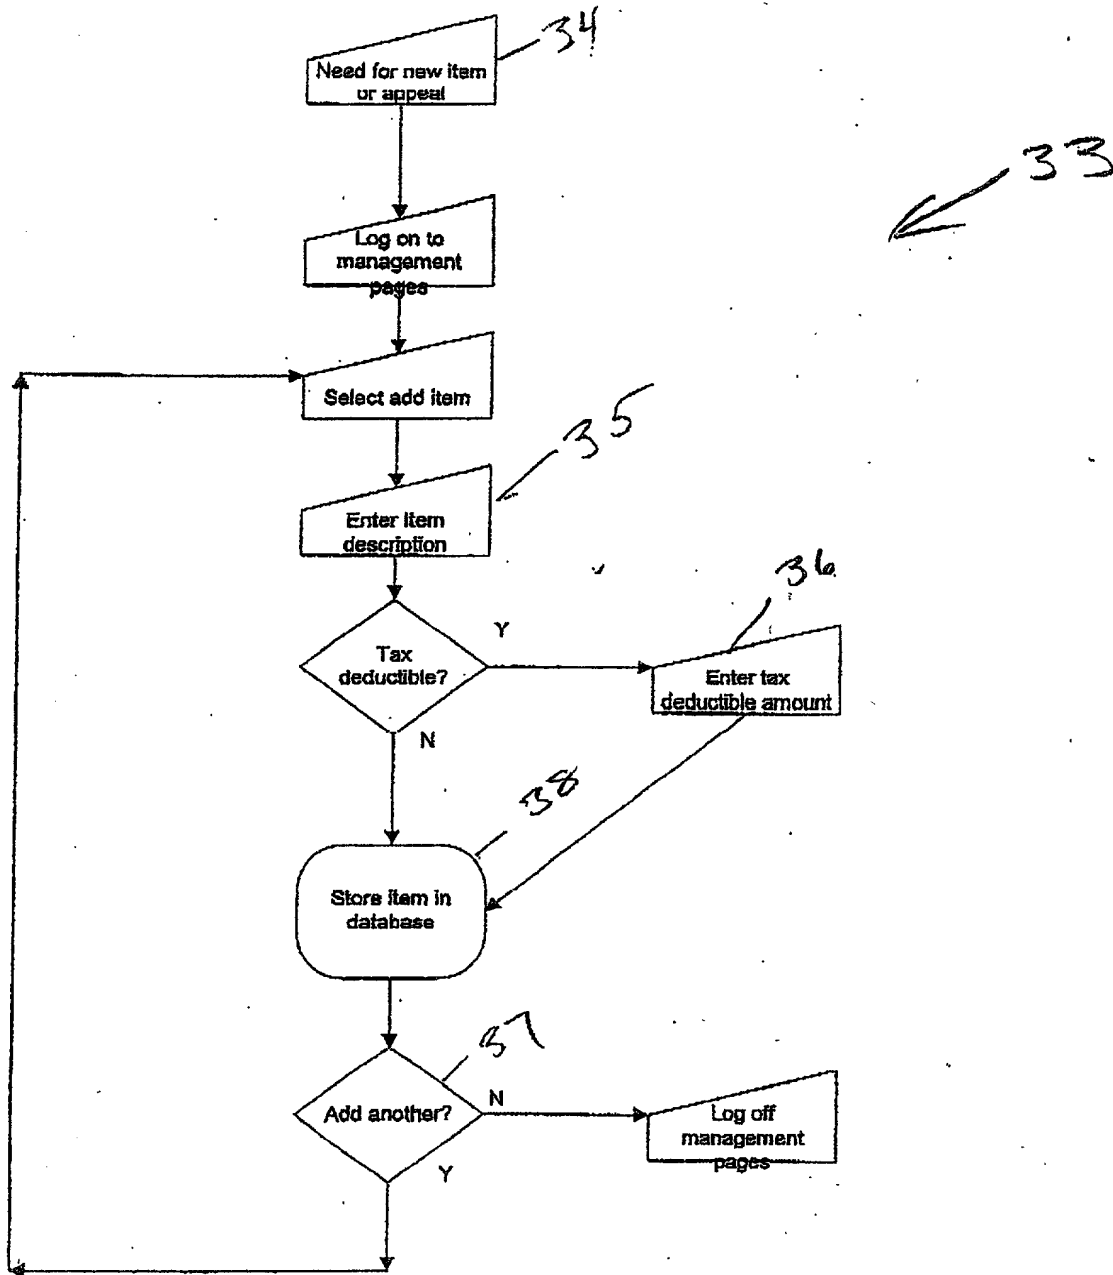 34
Need for new item
or appeal
33
Log on to
management
pages
Select add item
35
Enter item
description
36
Tax
deductible?
Y
Enter tax
deductible amount
N
38
Store item in
database
37
Add another?
N
Log off
management
pages
Y